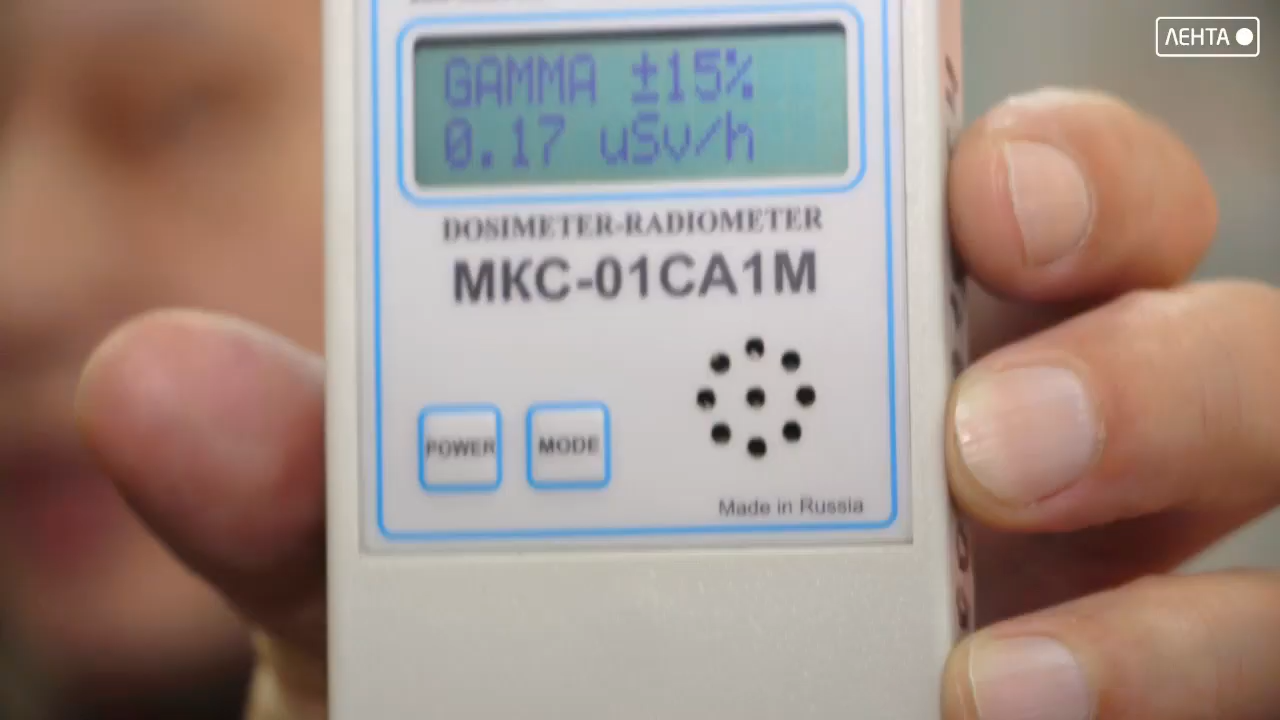 ЛЕНТА
GAMMA ±15%
0.17 uSv/h
DOSIMETER-RADIOMETER
MKC-01CA1M
POWER MODE
Made in Russia